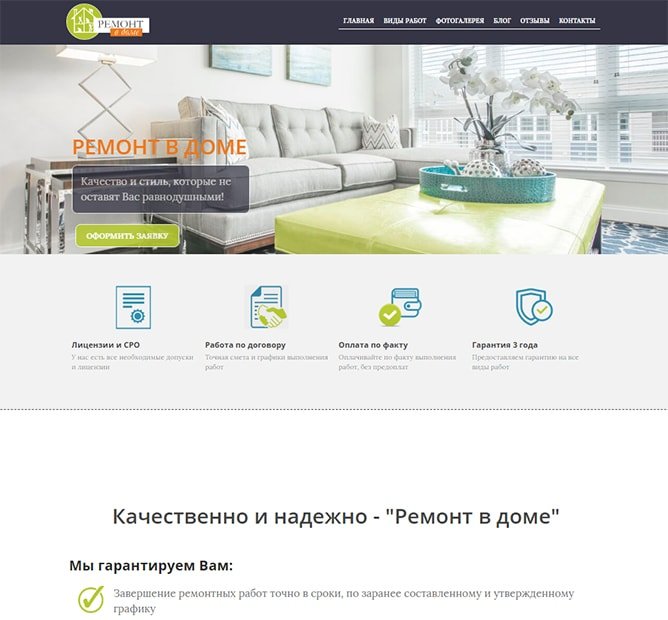 РЕМОНТ
в доме
ГЛАВНАЯ ВИДЫ РАБОТ ФОТОГАЛЕРЕЯ БЛОГ ОТЗЫВЫ КОНТАКТЫ
РЕМОНТ В ДОМЕ
Качество и стиль, которые не
оставят Вас равнодушными!
ОФОРМИТЬ ЗАЯВКУ
Лицензии и СРО
У нас есть все необходимые допуски
и лицензии
Работа по договору
Точная смета и графики выполнения
работ
Оплата по факту
Оплачивайте по факту выполнения
работ, без предоплат
Гарантия 3 года
Предоставляем гарантию на все
виды работ
Качественно и надежно - "Ремонт в доме"
Мы гарантируем Вам:
Завершение ремонтных работ точно в сроки, по заранее составленному и утвержденному
графику